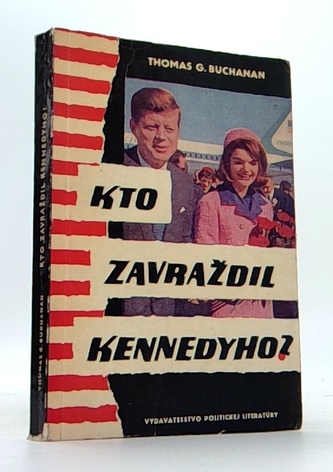 THOMAS G. BUCHANAN
KTO
ZAVRAŽDIL
KENNEDYHO?
VYDAVATEĽSTVO POLITICKEJ LITERATÚRY
THOMAS G. BUCHANAN KTO ZAVRAŽDIL KENNEDYHO?